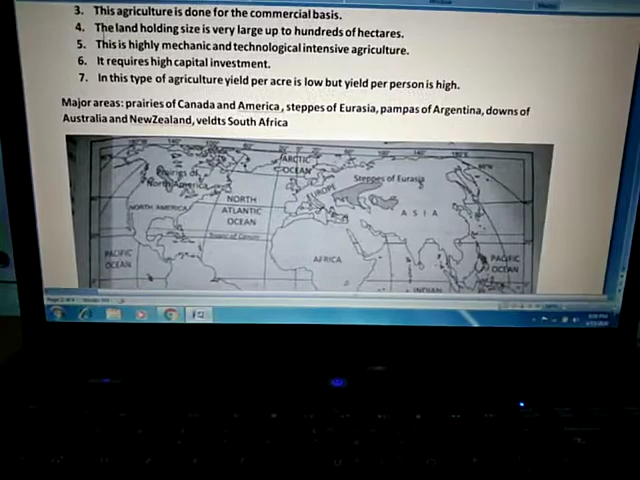 3. This agriculture is done for the commercial basis.
4. The land holding size is very large up to hundreds of hectares.
5. This is highly mechanic and technological intensive agriculture.
6. It requires high capital investment.
7. In this type of agriculture yield per acre is low but yield per person is high.
Major areas: prairies of Canada and America , steppes of Eurasia, pampas of Argentina, downs of
Australia and NewZealand, veldts South Africa
ARCTIC
OCEAN
Prairies of
North America
Steppes of Eurasia
EUROPE
NORTH AMERICA
NORTH
ATLANTIC
OCEAN
ASIA
Tropic of Cancer
PACIFIC
OCEAN
AFRICA
PACIFIC
OCEAN
INDIAN